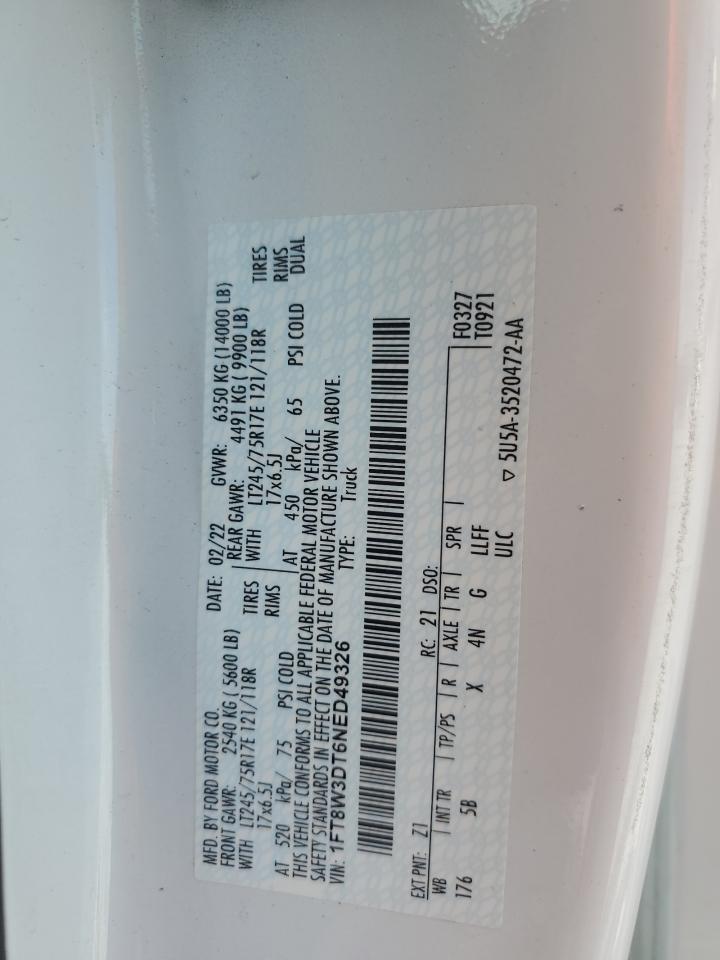 MFD. BY FORD MOTOR CO. DATE: 02/22 GVWR: 6350 KG (14000 LB)
FRONT GAWR: 2540 KG ( 5600 LB) REAR GAWR: 4491 KG ( 9900 LB)
WITH LT245/75R17E 121/118R TIRES WITH LT245/75R17E 121/118R TIRES
17x6.5J RIMS 17x6.5J RIMS
AT 520 kPa/ 75 PSI COLD AT 450 kPa/ 65 PSI COLD DUAL
THIS VEHICLE CONFORMS TO ALL APPLICABLE FEDERAL MOTOR VEHICLE
SAFETY STANDARDS IN EFFECT ON THE DATE OF MANUFACTURE SHOWN ABOVE.
VIN: 1FT8W3DT6NED49326 TYPE: Truck
EXT PNT: Z1 RC: 21 DSO:
WB INT TR TP/PS R AXLE TR SPR F0327
176 5B X 4N G LLFF T0921
ULC ▽ 5U5A-3520472-AA